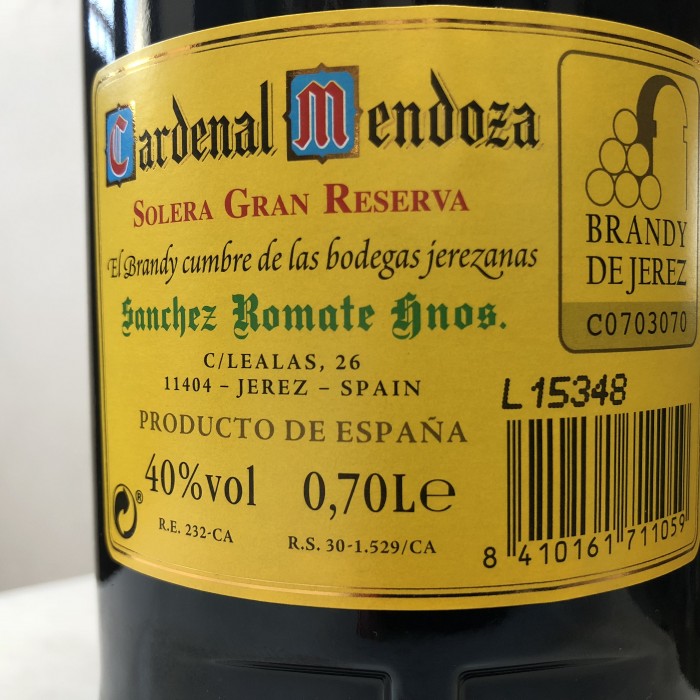 Cardenal Mendoza
SOLERA GRAN RESERVA
El Brandy cumbre de las bodegas jerezanas
Sanchez Romate Hnos.
C/LEALAS, 26
11404 – JEREZ – SPAIN
PRODUCTO DE ESPAÑA
40%vol 0,70L℮
R.E. 232-CA
R.S. 30-1.529/CA
®
BRANDY
DE JEREZ
C0703070
L 15348
8 410161 711059